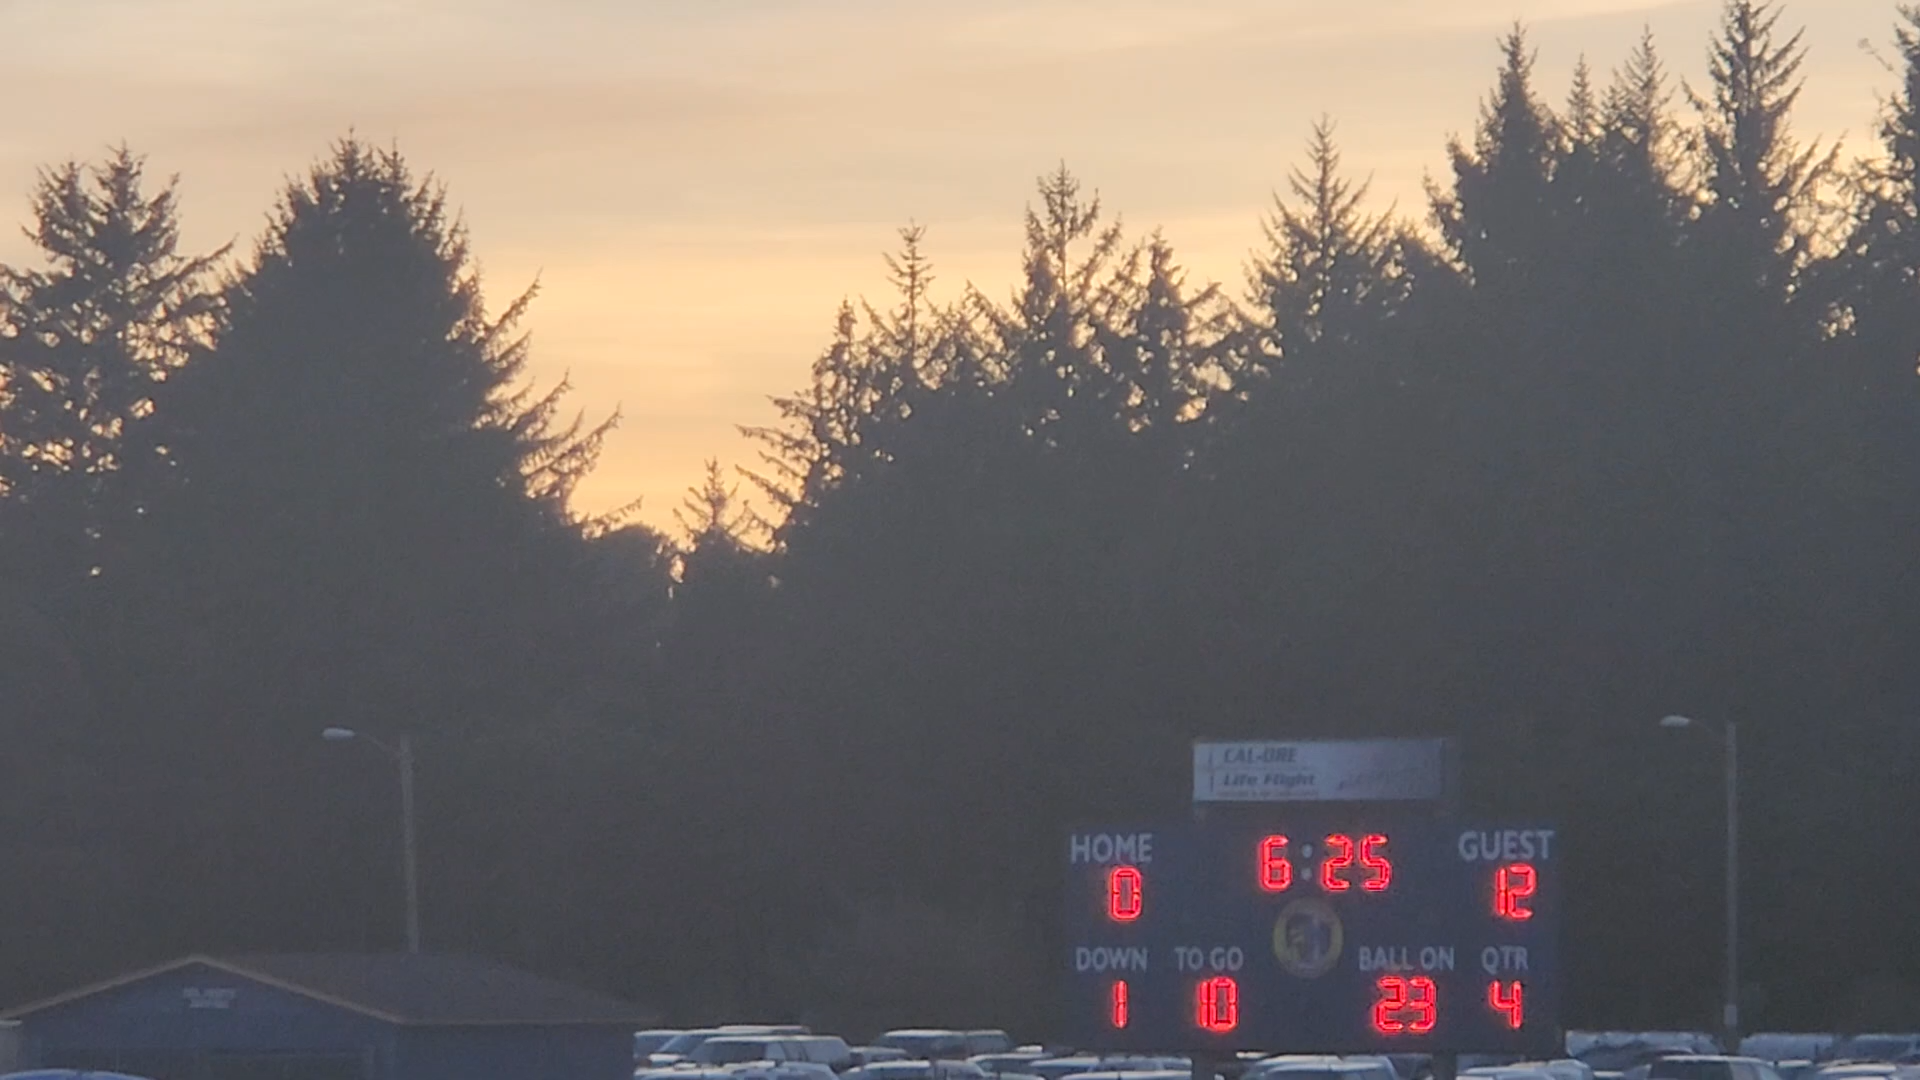 CAL-ORE
Life Flight
HOME 6:25 GUEST
0 12
DOWN TO GO BALL ON QTR
1 10 23 4